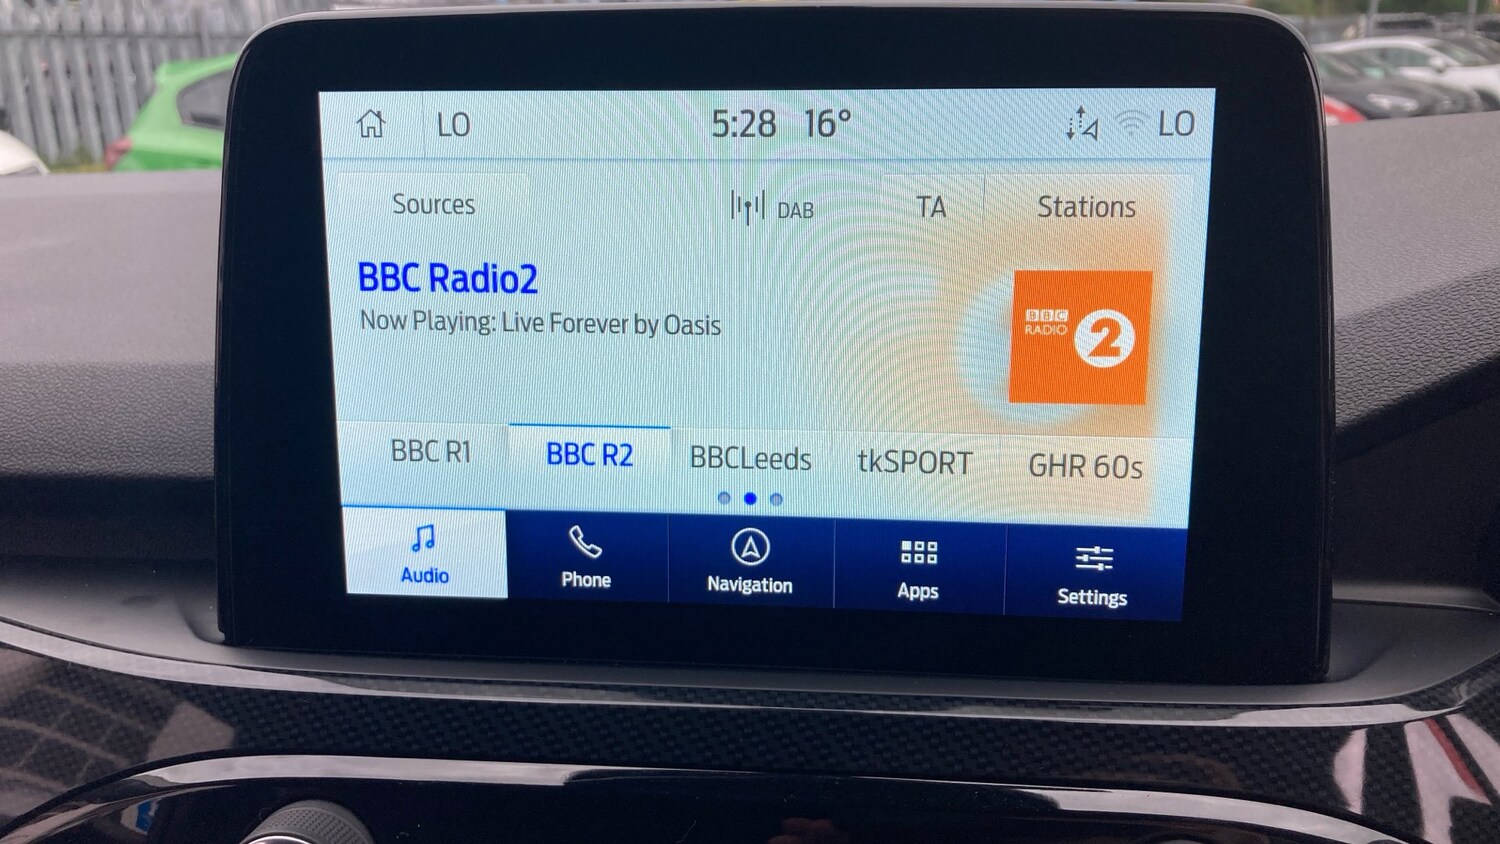 LO 5:28 16° LO
Sources DAB TA Stations
BBC Radio2
Now Playing: Live Forever by Oasis
BBC
RADIO 2
BBC R1 BBC R2 BBCLeeds tkSPORT GHR 60s
Audio Phone Navigation Apps Settings